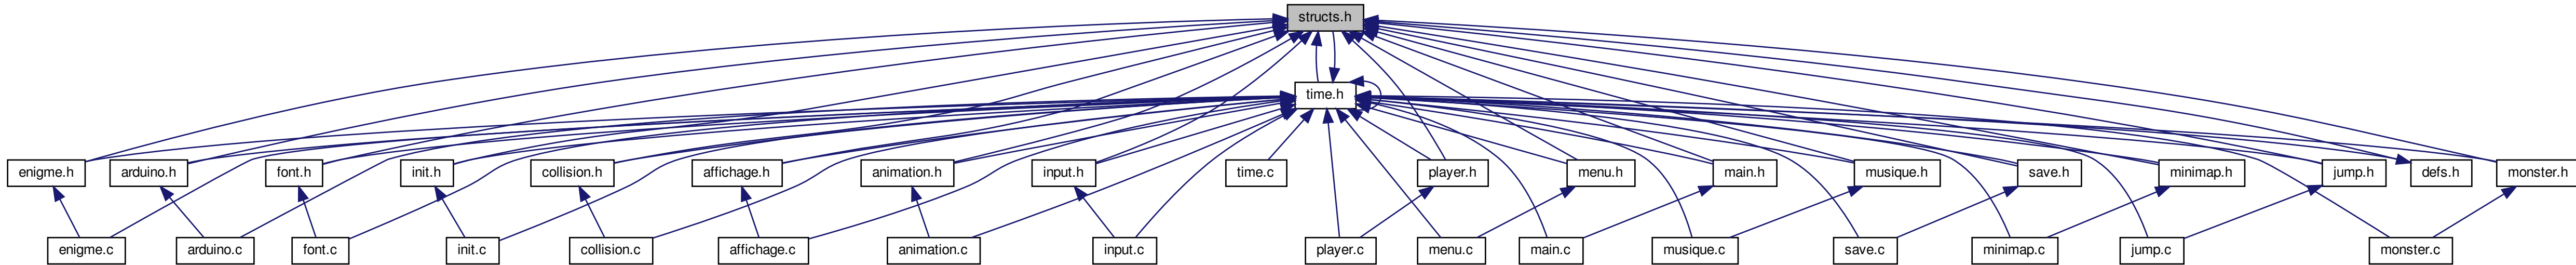 structs.h
time.h
enigme.h
arduino.h
font.h
init.h
collision.h
affichage.h
animation.h
input.h
time.c
player.h
menu.h
main.h
musique.h
save.h
minimap.h
jump.h
defs.h
monster.h
enigme.c
arduino.c
font.c
init.c
collision.c
affichage.c
animation.c
input.c
player.c
menu.c
main.c
musique.c
save.c
minimap.c
jump.c
monster.c